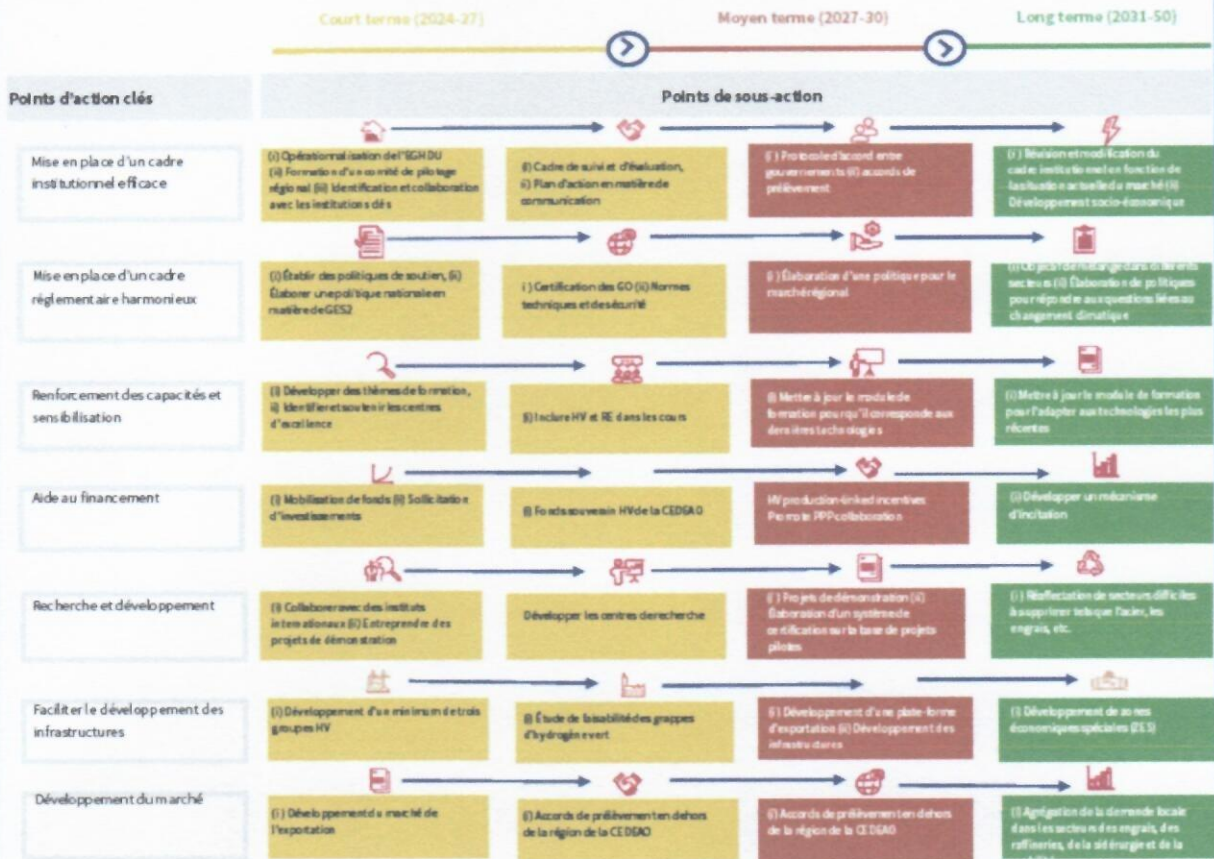 Court terme (2024-27)
Moyen terme (2027-30)
Long terme (2031-50)
Points d'action clés
Points de sous-action
Mise en place d'un cadre
institutionnel efficace
(i) Opérationnalisation de l'EGH DU
(ii) Formation d'un comité de pilotage
régional (iii) Identification et collaboration
avec les institutions clés
(i) Cadre de suivi et d'évaluation,
ii) Plan d'action en matière de
communication
(i) Protocole d'accord entre
gouvernements (ii) accords de
prélèvement
(i) Révision et modification du
cadre institutionnel en fonction de
la situation actuelle du marché (ii)
Développement socio-économique
Mise en place d'un cadre
réglementaire harmonieux
(i) Établir des politiques de soutien, (ii)
Élaborer une politique nationale en
matière de GES2
i) Certification des GO (ii) Normes
techniques et de sécurité
(i) Élaboration d'une politique pour le
marché régional
secteurs (ii) Élaboration de politiques
pour répondre aux questions liées au
changement climatique
Renforcement des capacités et
sensibilisation
(i) Développer des thèmes de formation,
ii) Identifier et soutenir les centres
d'excellence
(i) Inclure HV et RE dans les cours
(i) Mettre à jour le module de
formation pour qu'il corresponde aux
dernières technologies
(i) Mettre à jour le module de formation
pour l'adapter aux technologies les plus
récentes
Aide au financement
(i) Mobilisation de fonds (ii) Sollicitation
d'investissements
(i) Fonds souverain HV de la CEDEAO
HV production-linked incentives
Promote PPP collaboration
(i) Développer un mécanisme
d'incitation
Recherche et développement
(i) Collaborer avec des instituts
internationaux (ii) Entreprendre des
projets de démonstration
Développer les centres de recherche
(i) Projets de démonstration (ii)
Élaboration d'un système de
certification sur la base de projets
pilotes
(i) Réaffectation de secteurs difficiles
à supprimer tels que l'acier, les
engrais, etc.
Faciliter le développement des
infrastructures
(i) Développement d'un minimum de trois
groupes HV
(i) Étude de faisabilité des grappes
d'hydrogène vert
(i) Développement d'une plate-forme
d'exportation (ii) Développement des
infrastructures
(i) Développement de zones
économiques spéciales (ZES)
Développement du marché
(i) Développement du marché de
l'exportation
(i) Accords de prélèvement en dehors
de la région de la CEDEAO
(i) Accords de prélèvement en dehors
de la région de la CEDEAO
(i) Agrégation de la demande locale
dans les secteurs des engrais, des
raffineries, de la sidérurgie et de la